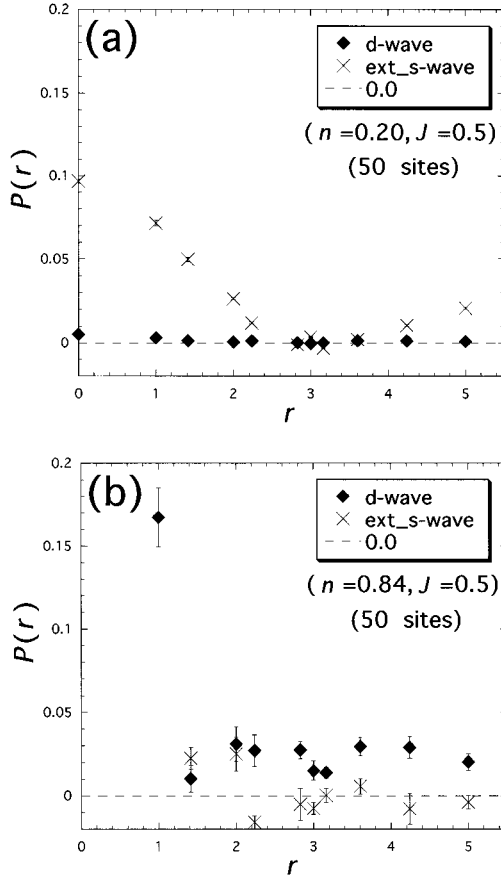 (a)
0.2
0.15
0.1
0.05
0
P(r)
d-wave
ext_s-wave
0.0
( n =0.20, J =0.5)
(50 sites)
0 1 2 3 4 5
r
(b)
0.2
0.15
0.1
0.05
0
P(r)
d-wave
ext_s-wave
0.0
( n =0.84, J =0.5)
(50 sites)
0 1 2 3 4 5
r